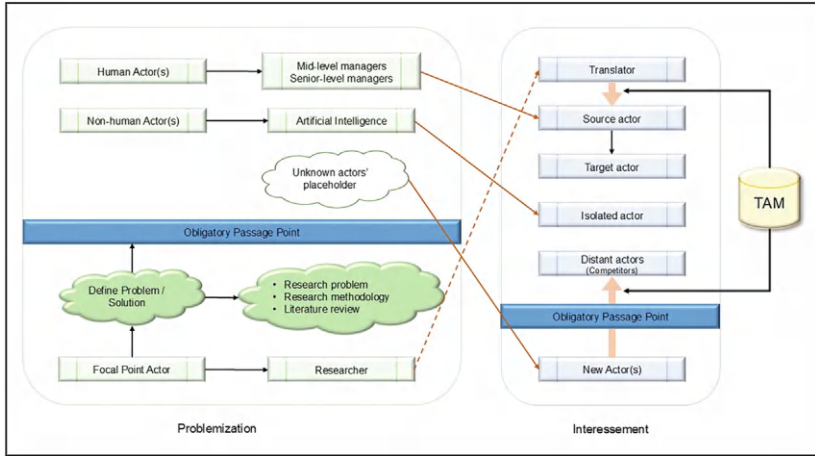 Human Actor(s)
Mid-level managers
Senior-level managers
Non-human Actor(s)
Artificial Intelligence
Unknown actors'
placeholder
Obligatory Passage Point
Define Problem /
Solution
• Research problem
• Research methodology
• Literature review
Focal Point Actor
Researcher
Problemization
Translator
Source actor
Target actor
Isolated actor
Distant actors
(Competitors)
Obligatory Passage Point
New Actor(s)
Interessement
TAM